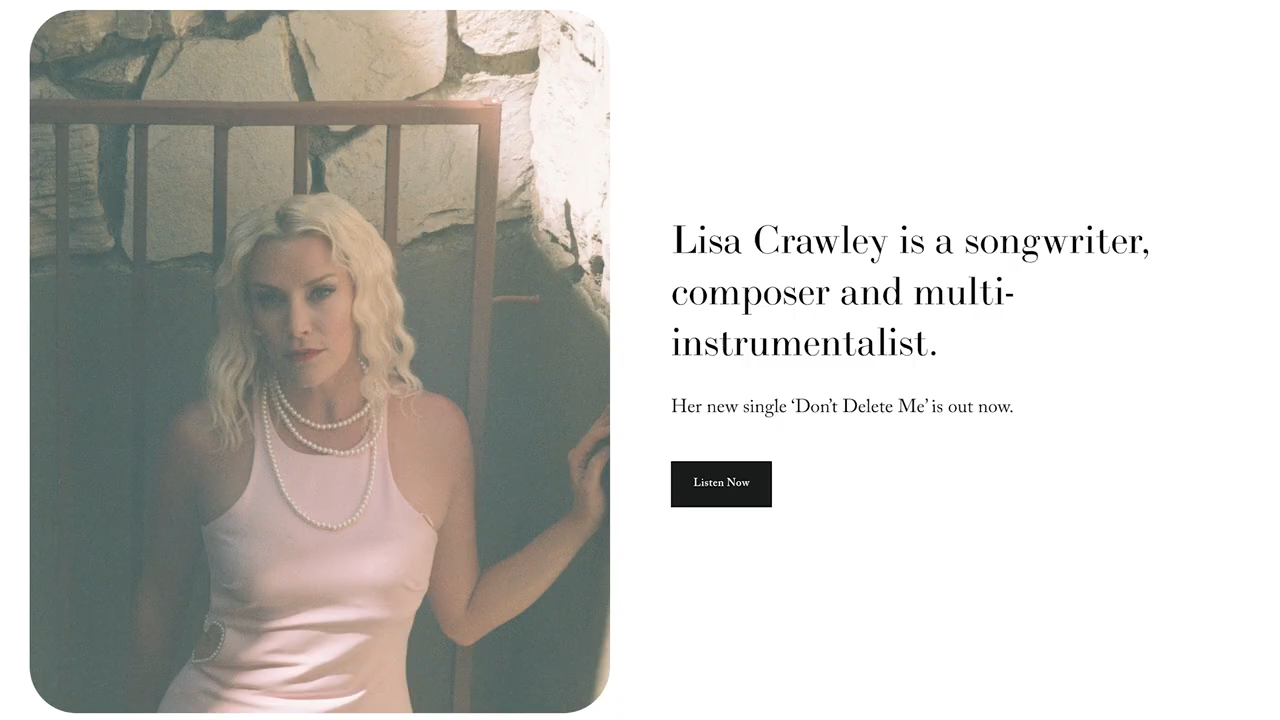 Lisa Crawley is a songwriter,
composer and multi-
instrumentalist.
Her new single ‘Don’t Delete Me’ is out now.
Listen Now